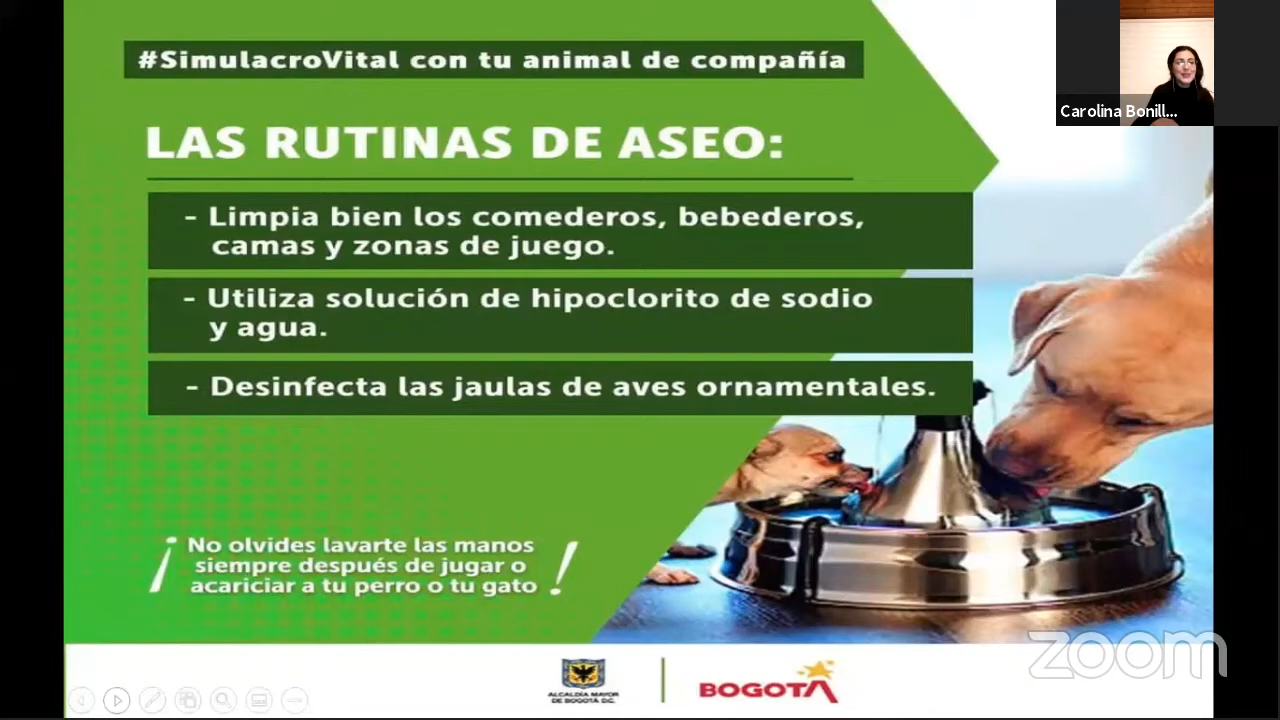 #SimulacroVital con tu animal de compañía
Carolina Bonill...
LAS RUTINAS DE ASEO:
- Limpia bien los comederos, bebederos,
camas y zonas de juego.
- Utiliza solución de hipoclorito de sodio
y agua.
- Desinfecta las jaulas de aves ornamentales.
¡No olvides lavarte las manos
siempre después de jugar o
acariciar a tu perro o tu gato!
zoom
ALCALDÍA MAYOR
DE BOGOTÁ D.C.
BOGOTÁ